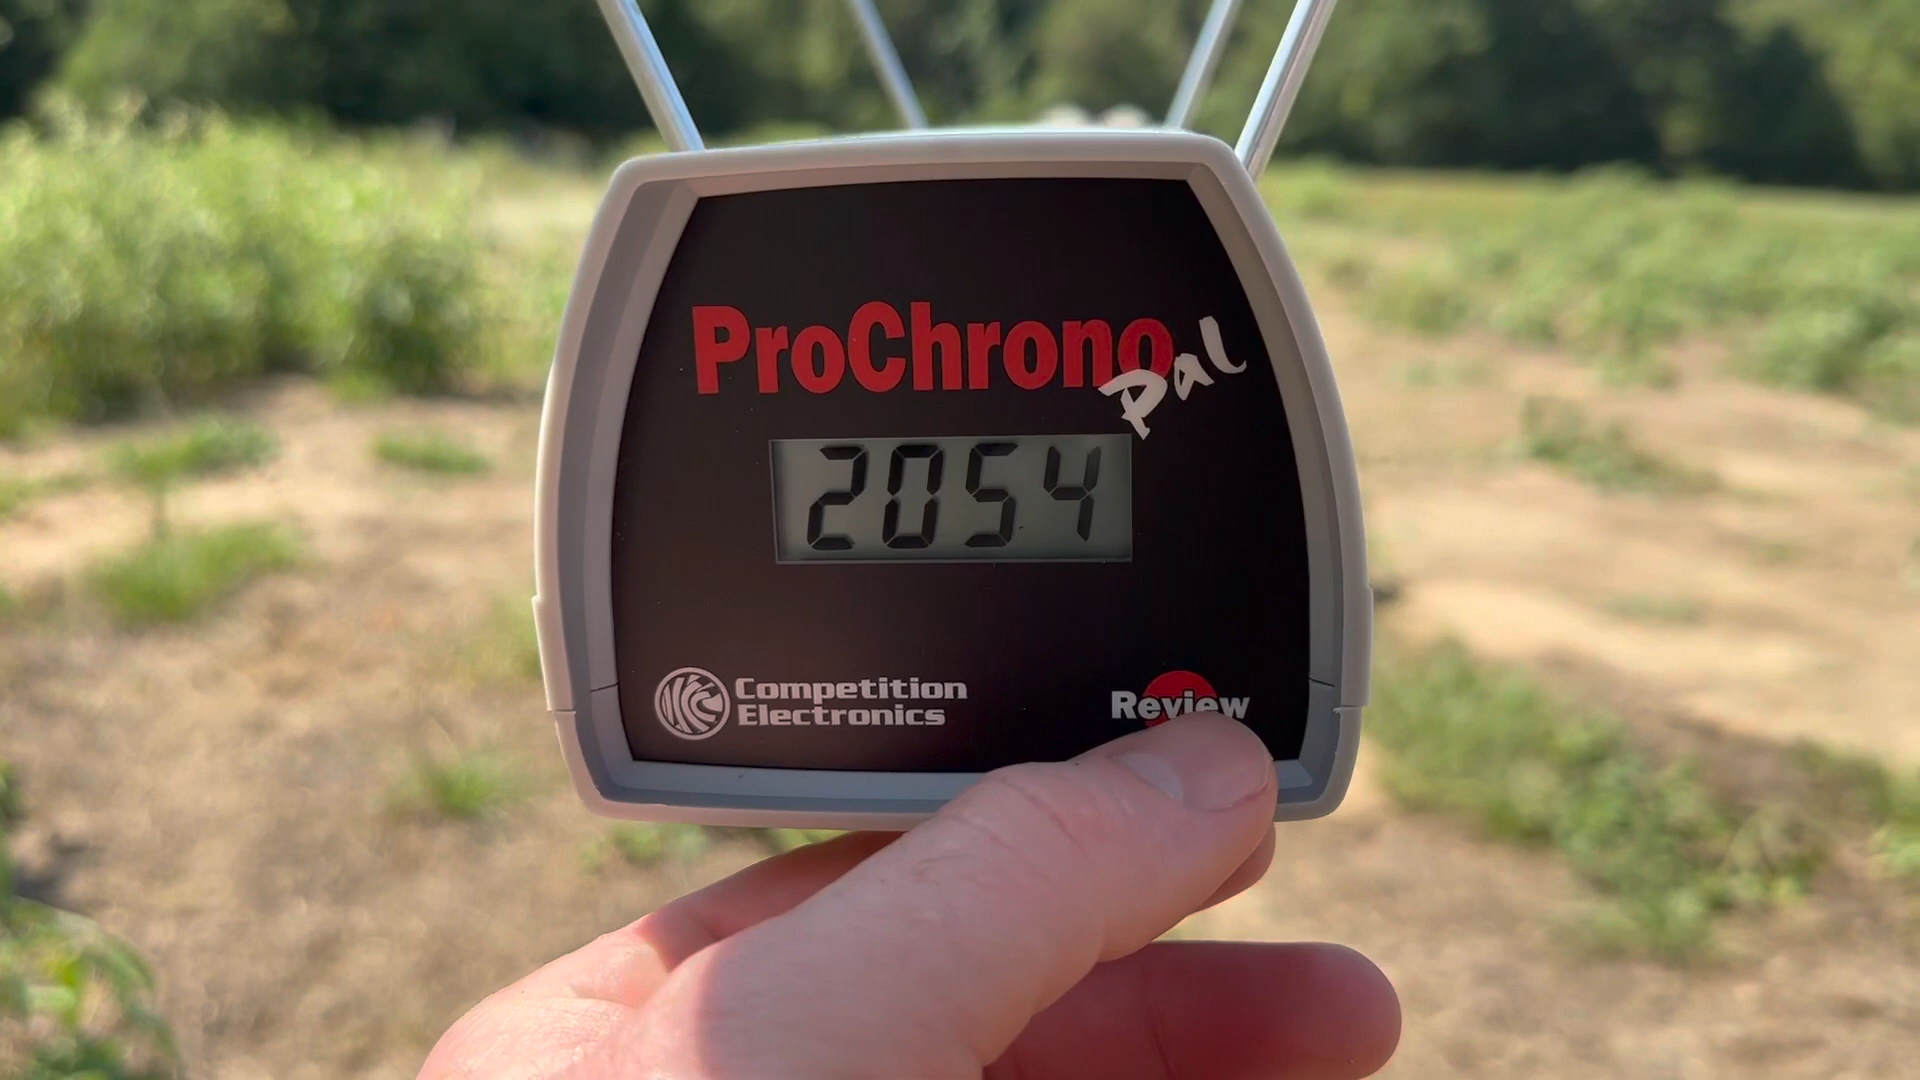 ProChrono
Pal
2054
Competition
Electronics
Review